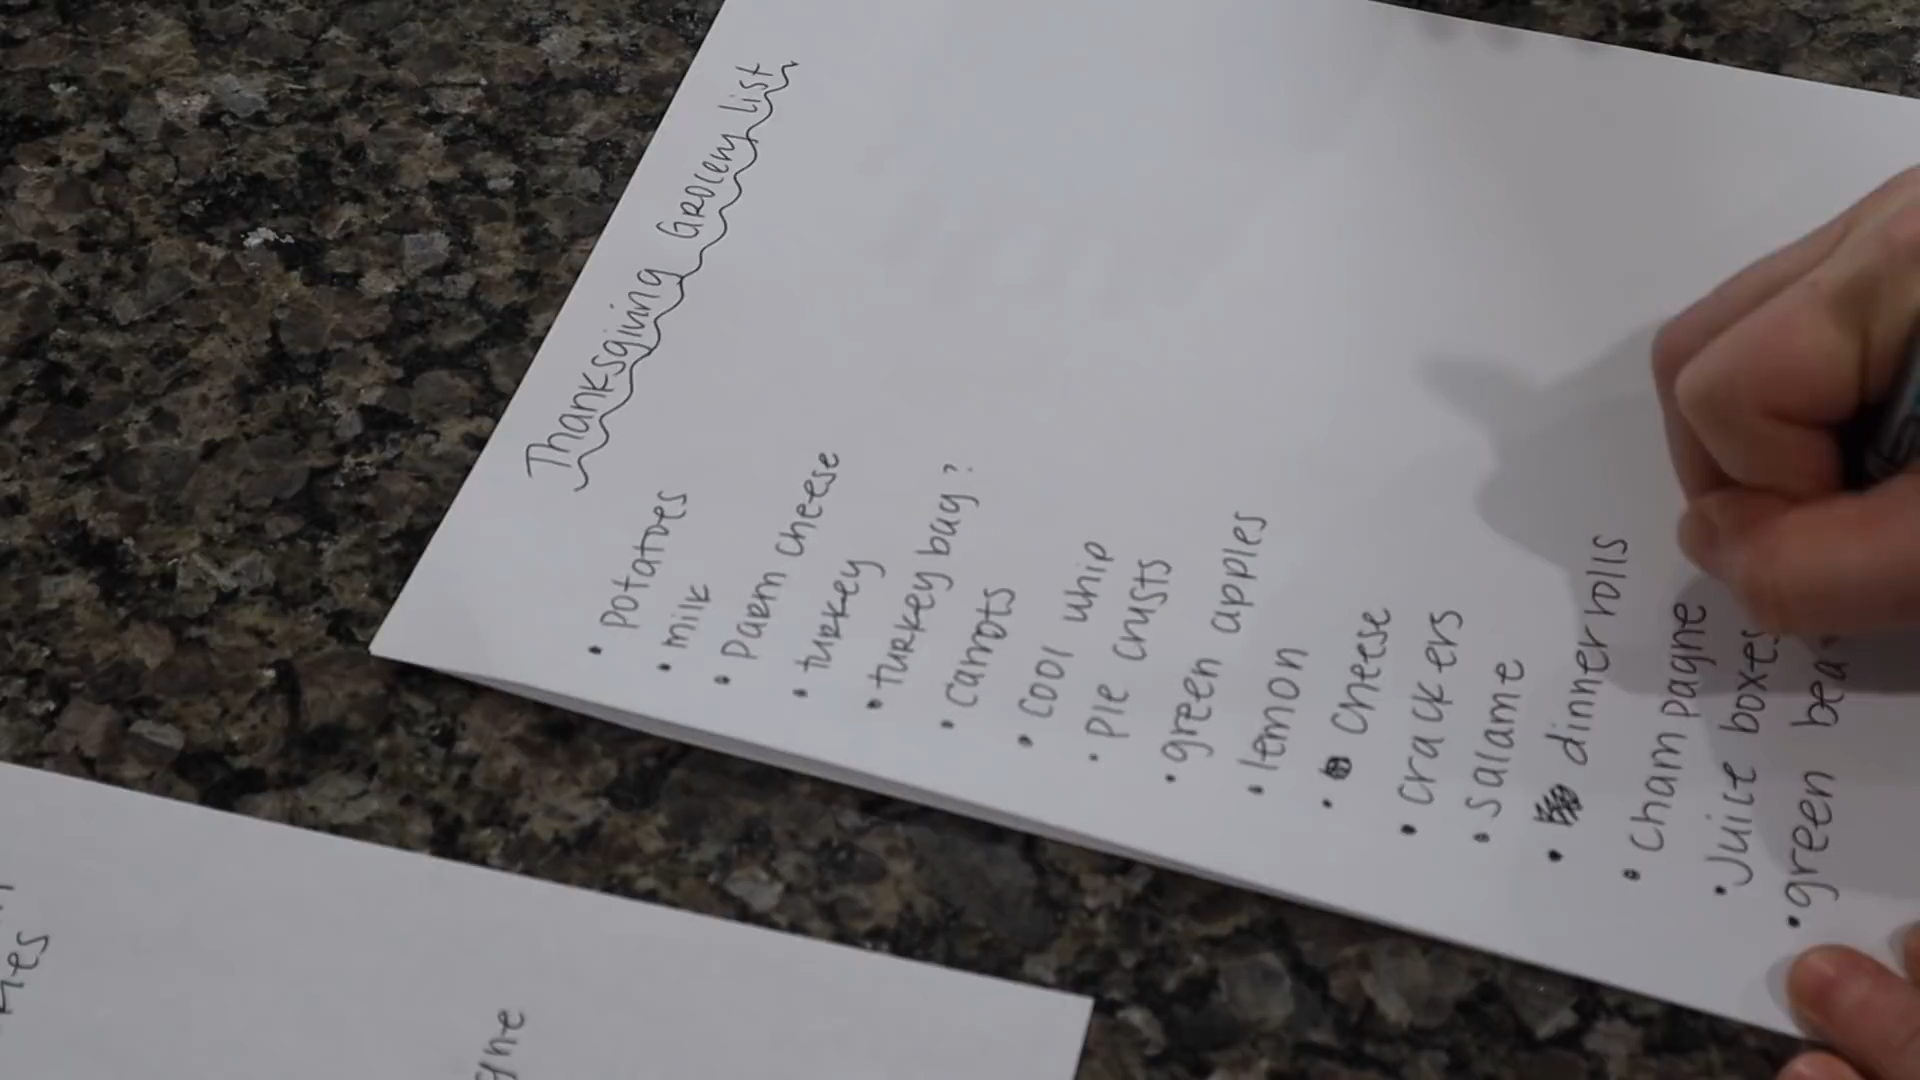 Thanksgiving Grocery List
• potatoes
• milk
• parm cheese
• turkey
• turkey bag?
• carrots
• cool whip
• pie crusts
• green apples
• lemon
• cheese
• crackers
• salame
• dinner rolls
• champagne
• Juice boxes
• green bea